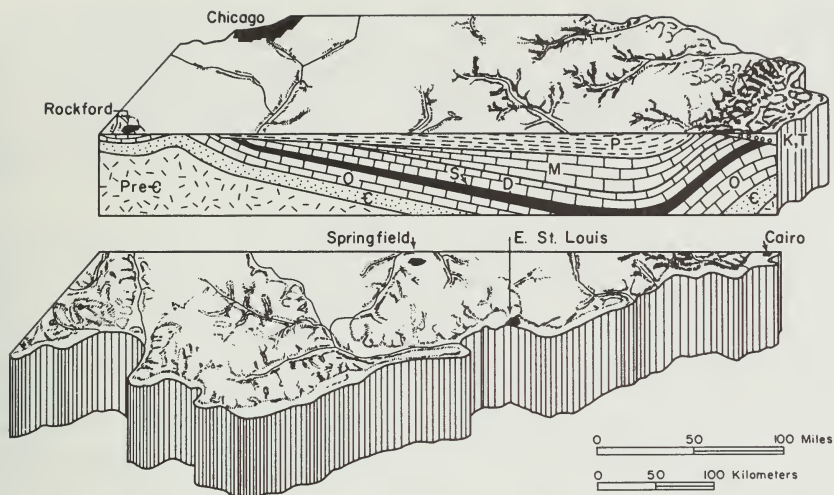 Chicago
Rockford
P
K,T
Pre-Є
O
Є
S
D
M
O
Є
Springfield
E. St. Louis
Cairo
0 50 100 Miles
0 50 100 Kilometers